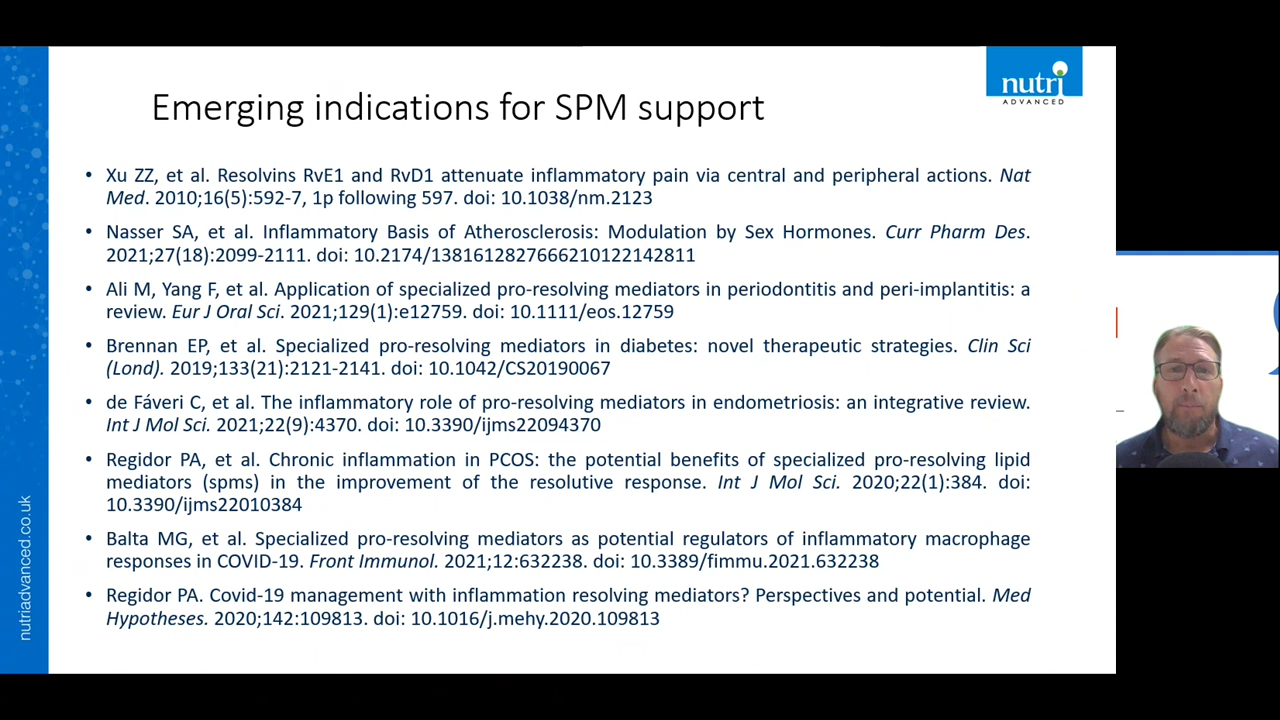 nutri
ADVANCED
Emerging indications for SPM support
• Xu ZZ, et al. Resolvins RvE1 and RvD1 attenuate inflammatory pain via central and peripheral actions. Nat
Med. 2010;16(5):592-7, 1p following 597. doi: 10.1038/nm.2123
• Nasser SA, et al. Inflammatory Basis of Atherosclerosis: Modulation by Sex Hormones. Curr Pharm Des.
2021;27(18):2099-2111. doi: 10.2174/1381612827666210122142811
• Ali M, Yang F, et al. Application of specialized pro-resolving mediators in periodontitis and peri-implantitis: a
review. Eur J Oral Sci. 2021;129(1):e12759. doi: 10.1111/eos.12759
• Brennan EP, et al. Specialized pro-resolving mediators in diabetes: novel therapeutic strategies. Clin Sci
(Lond). 2019;133(21):2121-2141. doi: 10.1042/CS20190067
• de Fáveri C, et al. The inflammatory role of pro-resolving mediators in endometriosis: an integrative review.
Int J Mol Sci. 2021;22(9):4370. doi: 10.3390/ijms22094370
• Regidor PA, et al. Chronic inflammation in PCOS: the potential benefits of specialized pro-resolving lipid
mediators (spms) in the improvement of the resolutive response. Int J Mol Sci. 2020;22(1):384. doi:
10.3390/ijms22010384
• Balta MG, et al. Specialized pro-resolving mediators as potential regulators of inflammatory macrophage
responses in COVID-19. Front Immunol. 2021;12:632238. doi: 10.3389/fimmu.2021.632238
• Regidor PA. Covid-19 management with inflammation resolving mediators? Perspectives and potential. Med
Hypotheses. 2020;142:109813. doi: 10.1016/j.mehy.2020.109813
nutriadvanced.co.uk